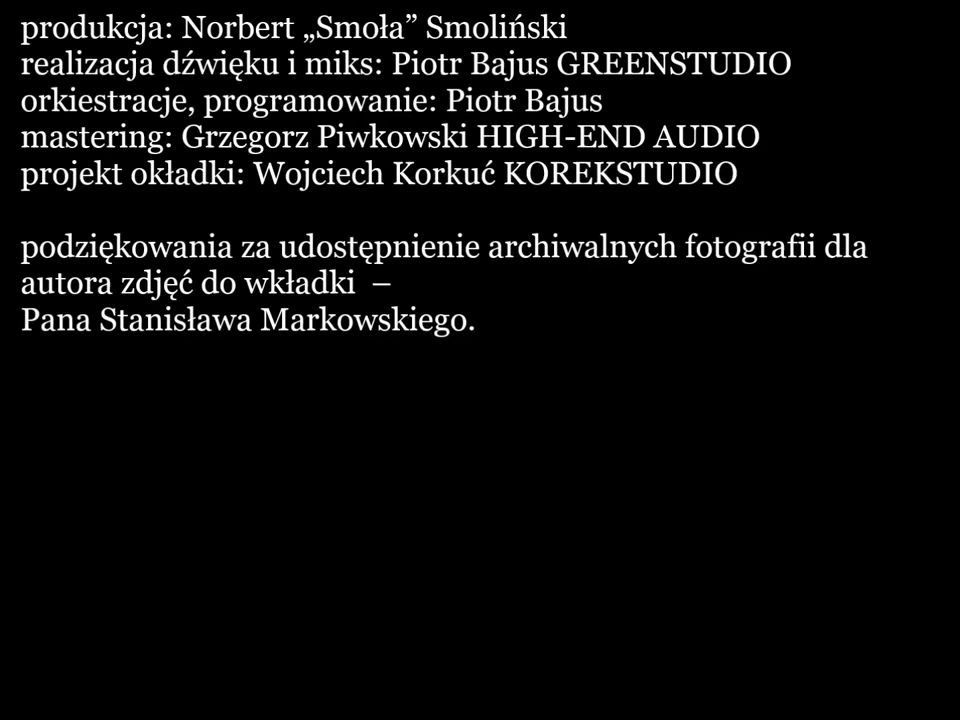 produkcja: Norbert „Smoła” Smoliński
realizacja dźwięku i miks: Piotr Bajus GREENSTUDIO
orkiestracje, programowanie: Piotr Bajus
mastering: Grzegorz Piwkowski HIGH-END AUDIO
projekt okładki: Wojciech Korkuć KOREKSTUDIO
podziękowania za udostępnienie archiwalnych fotografii dla
autora zdjęć do wkładki –
Pana Stanisława Markowskiego.